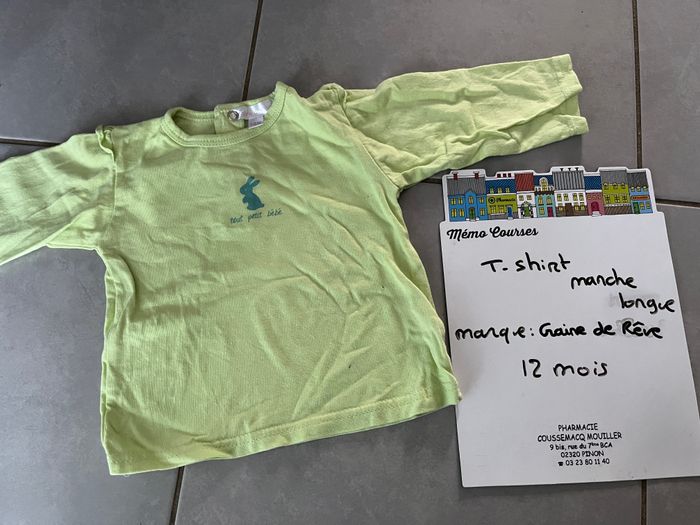 tout petit bébé
Pharmacie
Mémo Courses
T-shirt
manche
longue
marque : Graine de Rêve
12 mois
PHARMACIE
COUSSEMACQ MOUILLER
9 bis, rue du 7ème BCA
02320 PINON
☎ 03 23 80 11 40